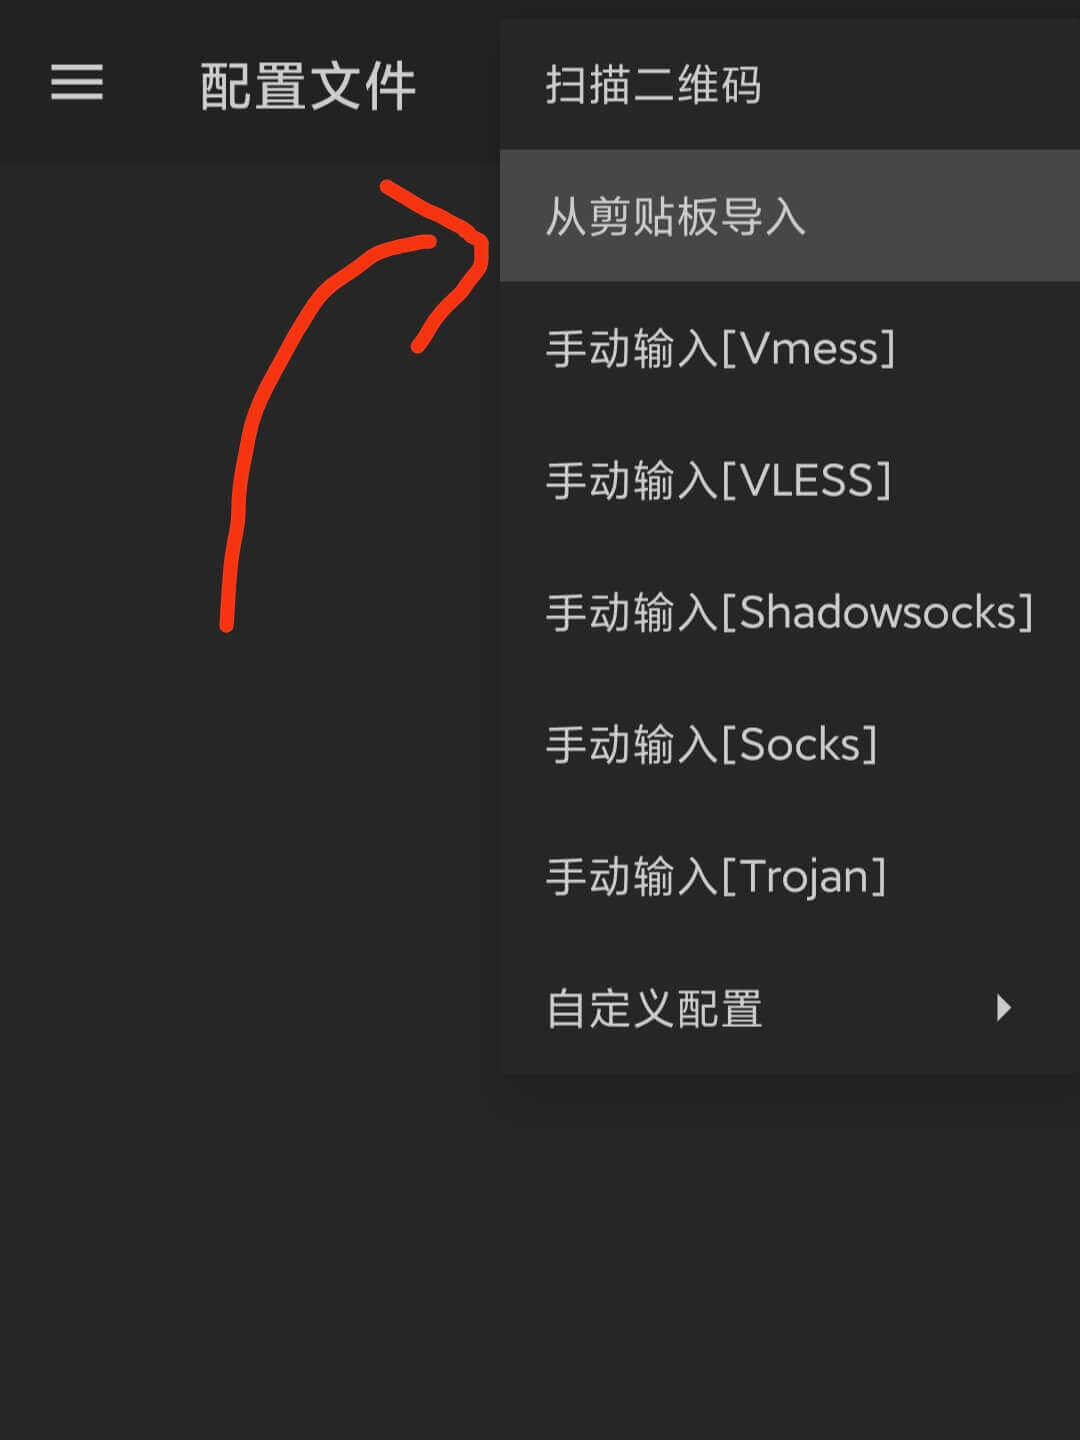 配置文件
扫描二维码
从剪贴板导入
手动输入[Vmess]
手动输入[VLESS]
手动输入[Shadowsocks]
手动输入[Socks]
手动输入[Trojan]
自定义配置